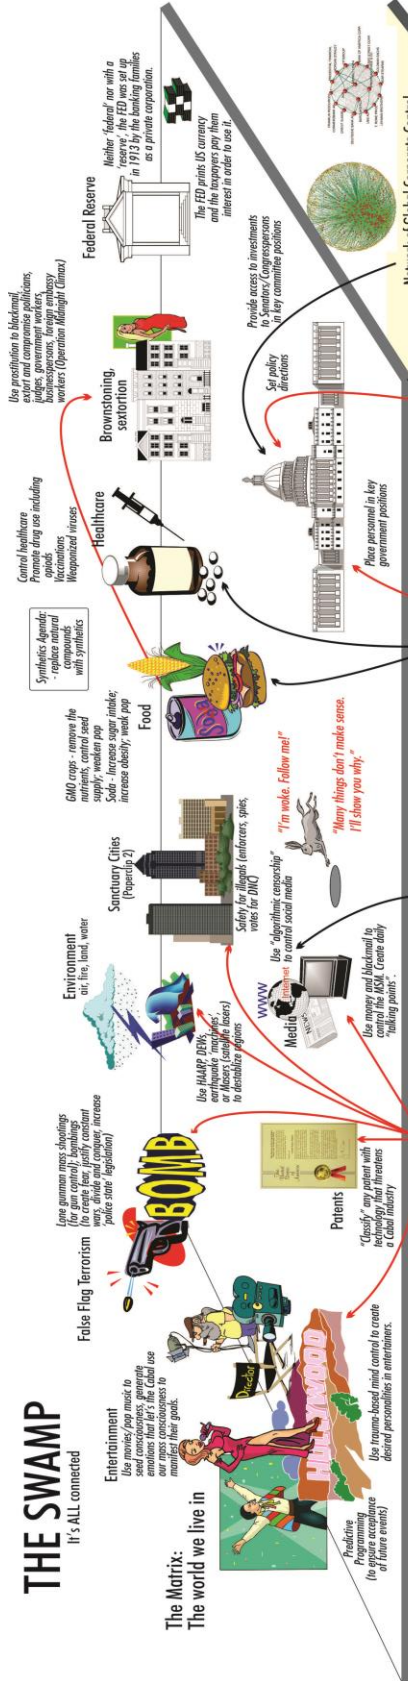 THE SWAMP
It's ALL connected
The Matrix:
The world we live in
Entertainment
Use movies/pop music to
seed consciousness, generate
emotions that let's the Cabal use
our mass consciousness to
manifest their goals.
Director
HOLLYWOOD
Predictive
Programming
(to ensure acceptance
of future events)
Use trauma-based mind control to create
desired personalities in entertainers.
False Flag Terrorism
Lone gunman mass shootings
(for gun control); bombings
(to create fear, justify constant
wars, divide and conquer, increase
'police state' legislation)
BOMB
Patents
"Classify" any patent with
technology that threatens
a Cabal industry
Environment
air, fire, land, water
Use HAARP, DEWs,
earthquake 'machines',
or Masers (satellite lasers)
to destablize regions
WWW
Internet
NEWS
Media
Use "algorithmic censorship"
to control social media
Use money and blackmail to
control the MSM. Create daily
"talking points".
Sanctuary Cities
(Paperclip 2)
Safety for illegals (enforcers, spies,
votes for DNC)
"I'm woke. Follow me!"
"Many things don't make sense.
I'll show you why."
GMO crops - remove the
nutrients, control seed
supply; weaken pop
Soda - Increase sugar intake;
increase obesity; weak pop
Synthetics Agenda:
- replace natural
compounds
with synthetics
Soda
Food
Control healthcare
Promote drug use including
opiods
Vaccinations
Weaponized viruses
Healthcare
Use prostitution to blackmail,
extort and compromise politicians,
judges, government workers,
businesspersons, foreign embassy
workers (Operation Midnight Climax)
Brownstoning,
sextortion
Place personnel in key
government positions
Set policy
directions
Provide access to investments
to Senators/Congresspersons
in key committee positions
Federal Reserve
Neither 'federal' nor with a
'reserve', the FED was set up
in 1913 by the banking families
as a private corporation.
The FED prints US currency
and the taxpayers pay them
interest in order to use it.